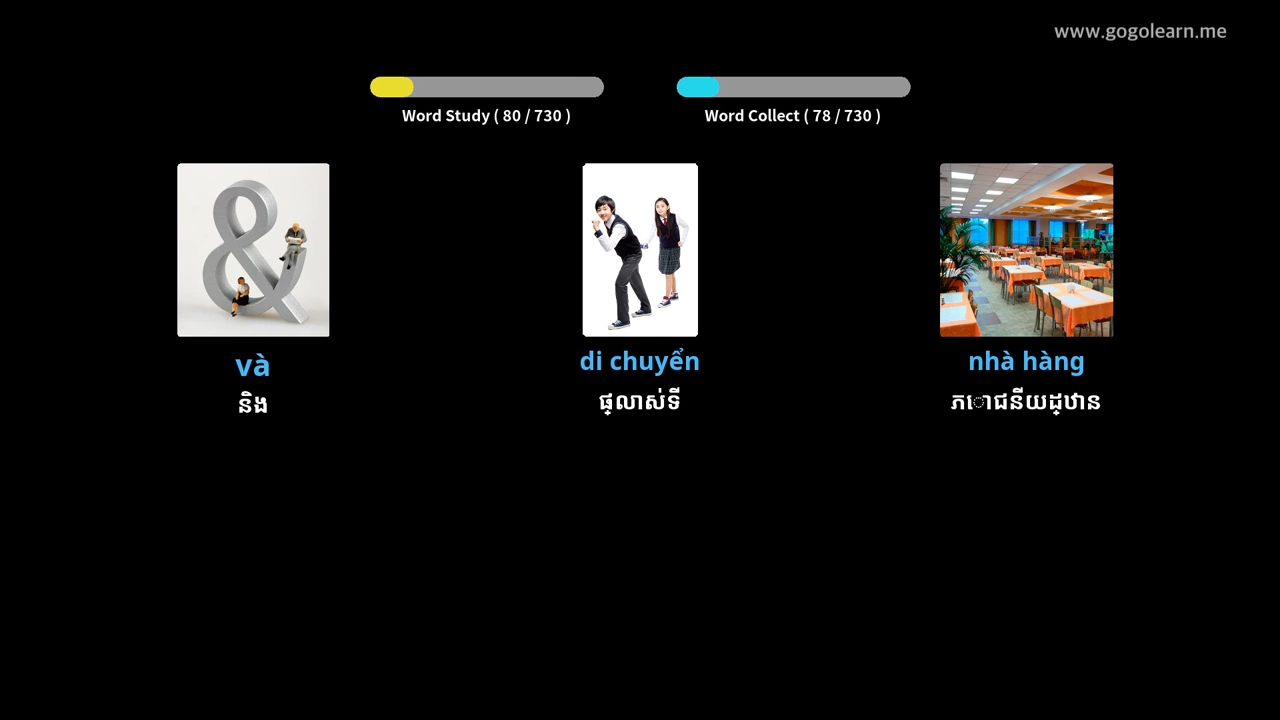 www.gogolearn.me
Word Study ( 80 / 730 )
Word Collect ( 78 / 730 )
&
và
di chuyển
nhà hàng
និង
ផ្លាស់ទី
ភោជនីយដ្ឋាន